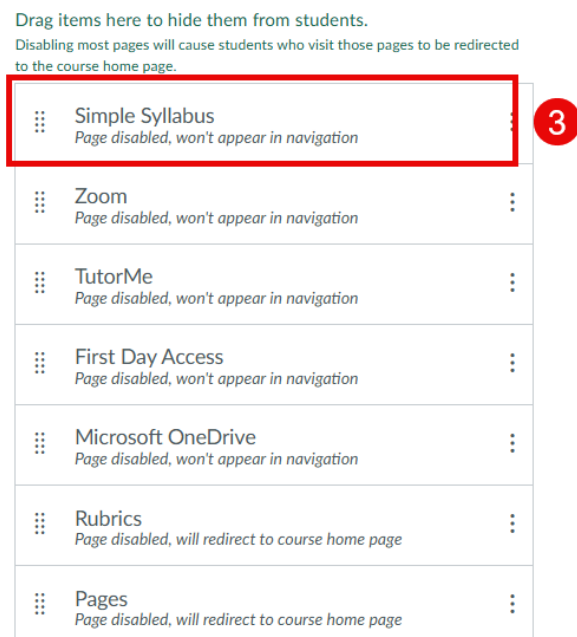 Drag items here to hide them from students.
Disabling most pages will cause students who visit those pages to be redirected
to the course home page.
Simple Syllabus
Page disabled, won't appear in navigation
3
Zoom
Page disabled, won't appear in navigation
TutorMe
Page disabled, won't appear in navigation
First Day Access
Page disabled, won't appear in navigation
Microsoft OneDrive
Page disabled, won't appear in navigation
Rubrics
Page disabled, will redirect to course home page
Pages
Page disabled, will redirect to course home page